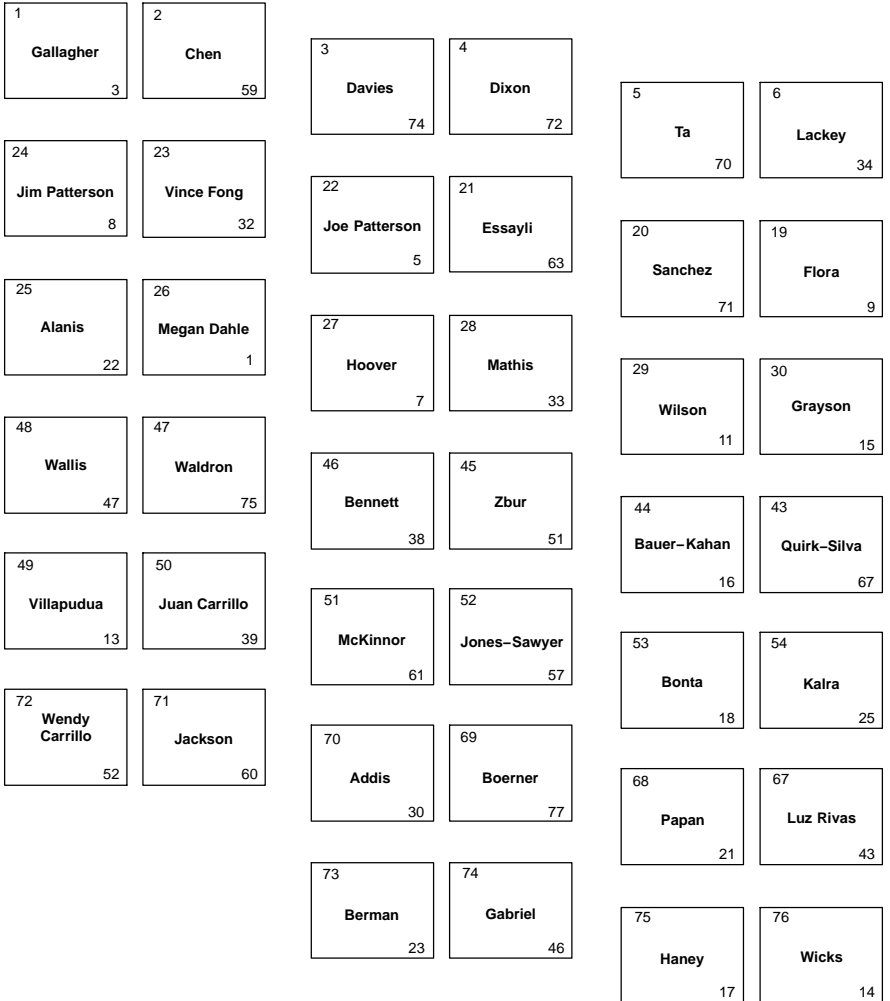 1
Gallagher
3
2
Chen
59
3
Davies
74
4
Dixon
72
5
Ta
70
6
Lackey
34
24
Jim Patterson
8
23
Vince Fong
32
22
Joe Patterson
5
21
Essayli
63
20
Sanchez
71
19
Flora
9
25
Alanis
22
26
Megan Dahle
1
27
Hoover
7
28
Mathis
33
29
Wilson
11
30
Grayson
15
48
Wallis
47
47
Waldron
75
46
Bennett
38
45
Zbur
51
44
Bauer−Kahan
16
43
Quirk−Silva
67
49
Villapudua
13
50
Juan Carrillo
39
51
McKinnor
61
52
Jones−Sawyer
57
53
Bonta
18
54
Kalra
25
72
Wendy
Carrillo
52
71
Jackson
60
70
Addis
30
69
Boerner
77
68
Papan
21
67
Luz Rivas
43
73
Berman
23
74
Gabriel
46
75
Haney
17
76
Wicks
14